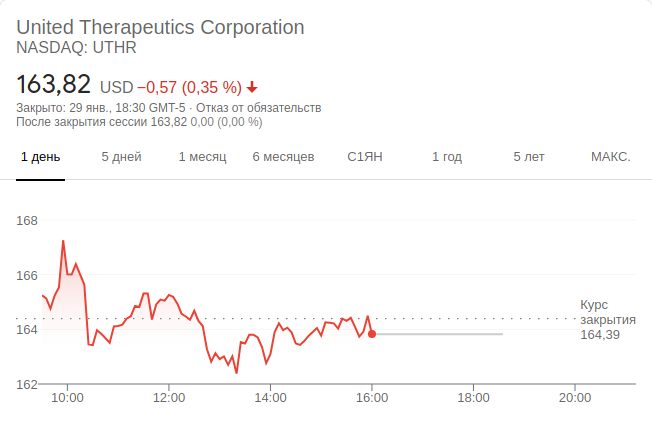 United Therapeutics Corporation
NASDAQ: UTHR
163,82 USD −0,57 (0,35 %)
Закрыто: 29 янв., 18:30 GMT-5 · Отказ от обязательств
После закрытия сессии 163,82 0,00 (0,00 %)
1 день 5 дней 1 месяц 6 месяцев С1ЯН 1 год 5 лет МАКС.
168
166
Курс
закрытия
164
164,39
162
10:00 12:00 14:00 16:00 18:00 20:00